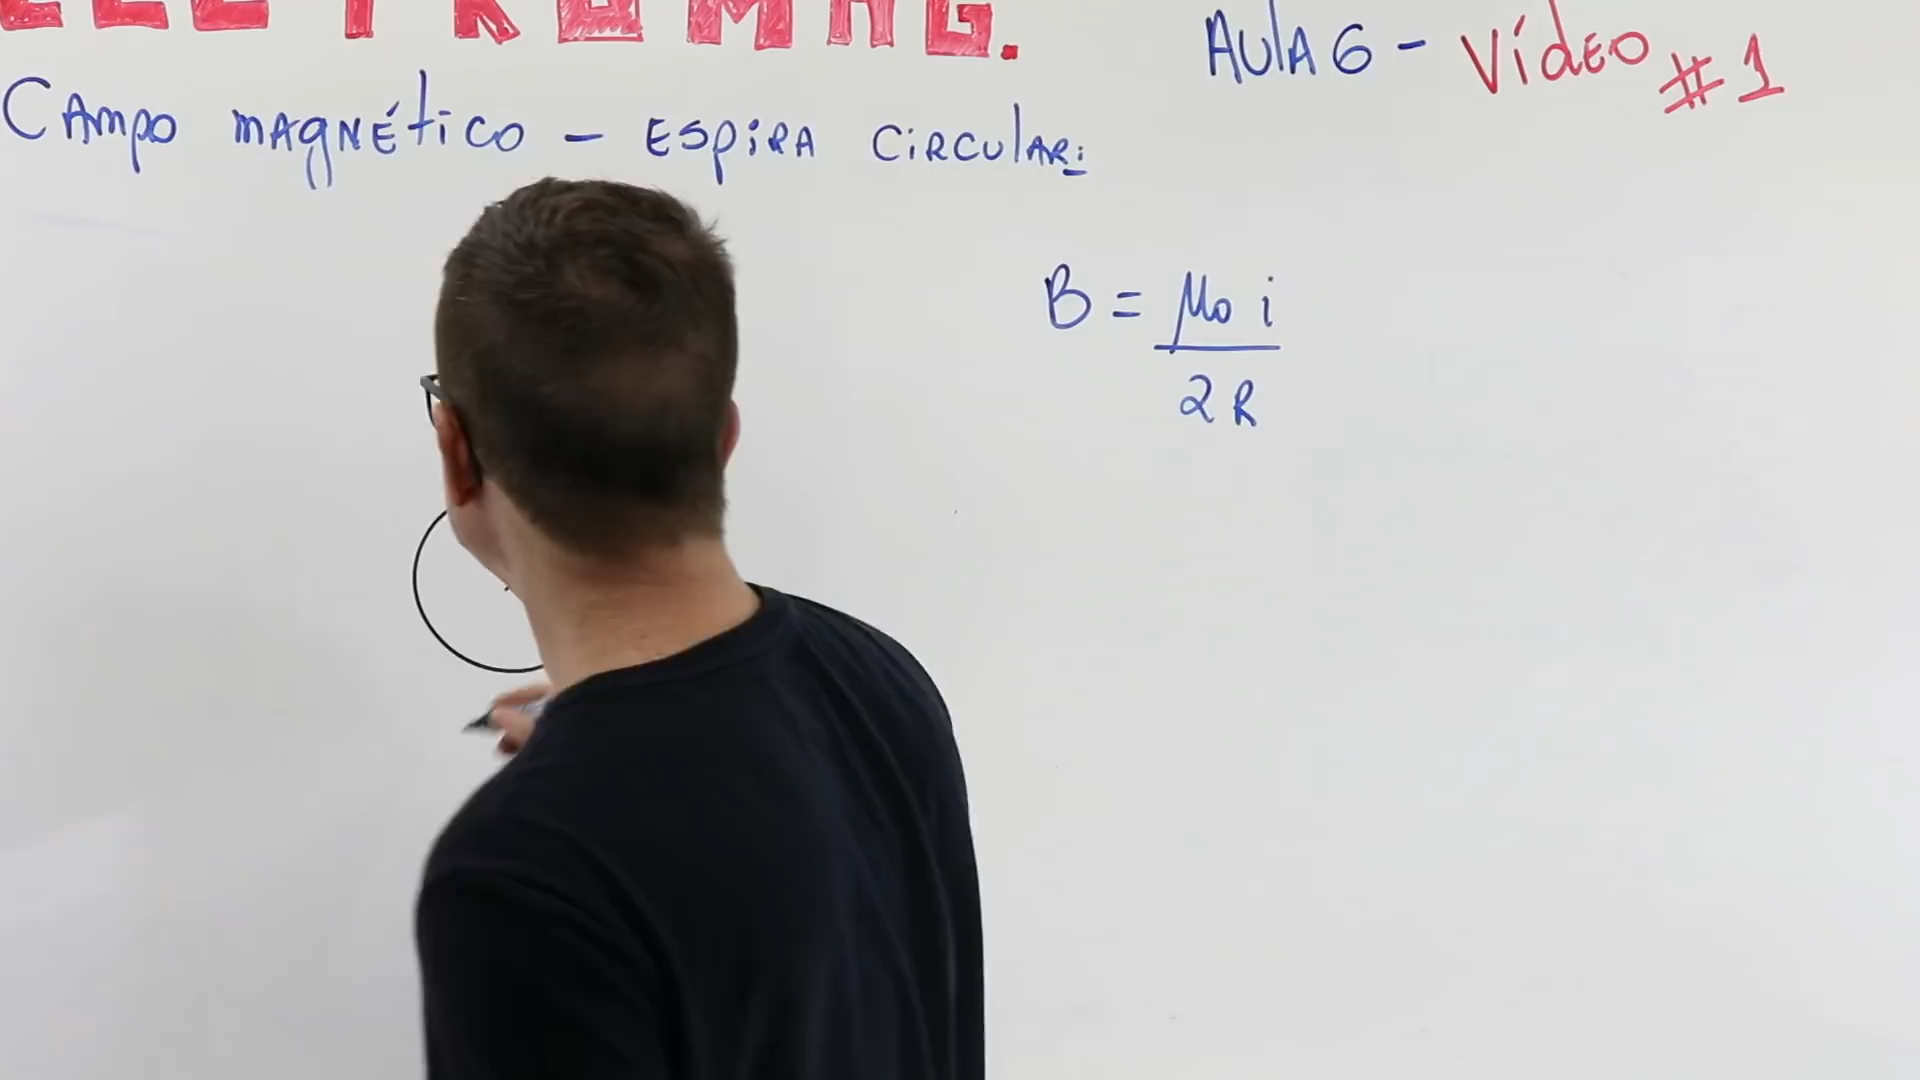 ELETROMAG.
AULA 6 - VÍDEO #1
CAMPO MAGNÉTICO - ESPIRA CIRCULAR:
B = μ₀ i
2R